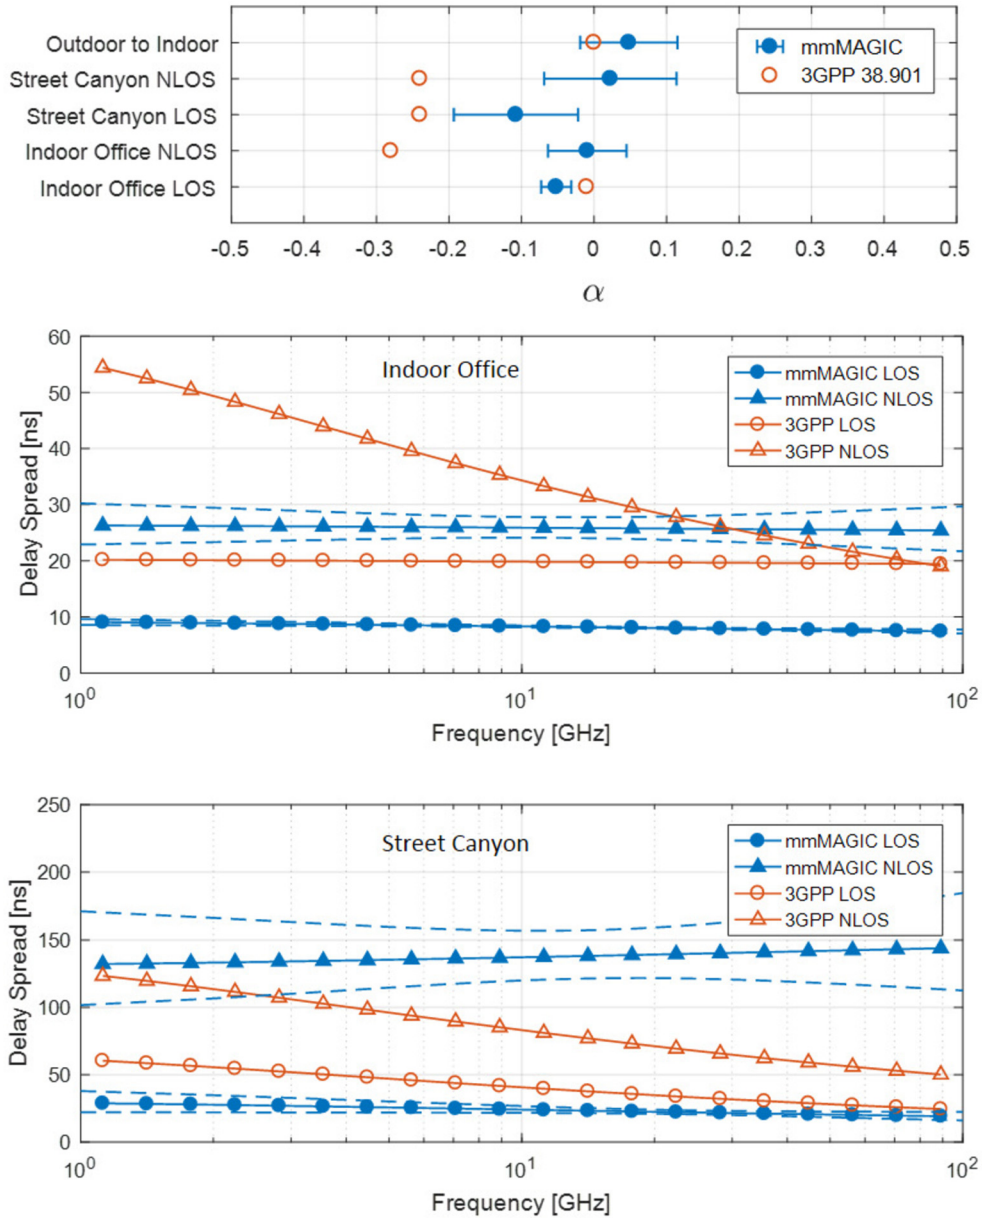 Outdoor to Indoor
Street Canyon NLOS
Street Canyon LOS
Indoor Office NLOS
Indoor Office LOS
mmMAGIC
3GPP 38.901
-0.5 -0.4 -0.3 -0.2 -0.1 0 0.1 0.2 0.3 0.4 0.5
α
Delay Spread [ns]
60
50
40
30
20
10
0
Indoor Office
mmMAGIC LOS
mmMAGIC NLOS
3GPP LOS
3GPP NLOS
10⁰ 10¹ 10²
Frequency [GHz]
Delay Spread [ns]
250
200
150
100
50
0
Street Canyon
mmMAGIC LOS
mmMAGIC NLOS
3GPP LOS
3GPP NLOS
10⁰ 10¹ 10²
Frequency [GHz]